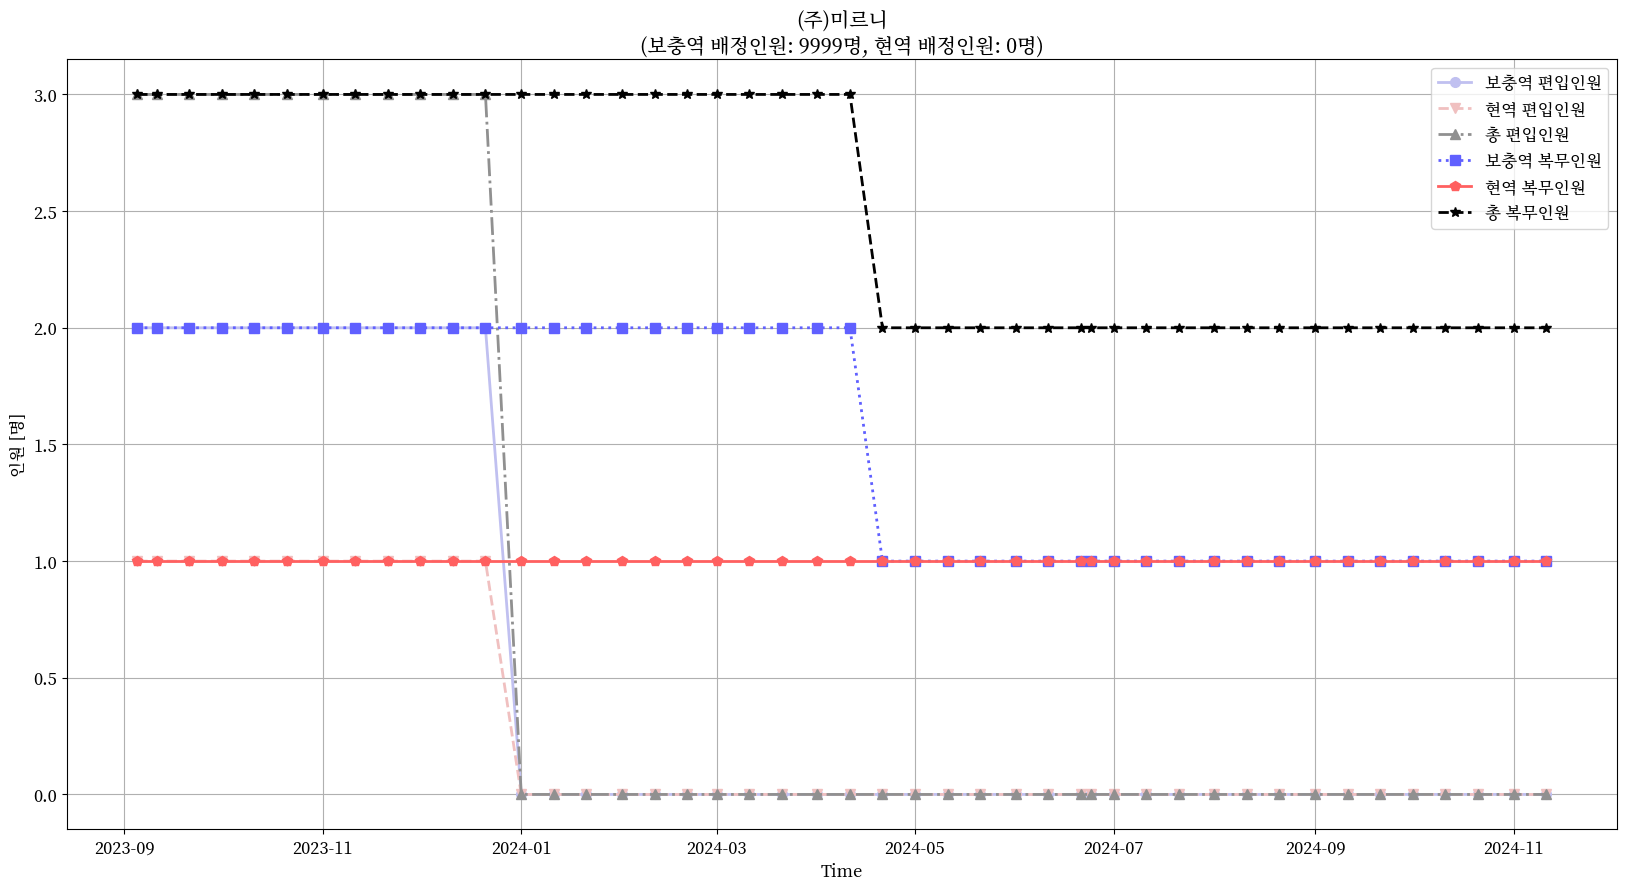 (주)미르니
(보충역 배정인원: 9999명, 현역 배정인원: 0명)
보충역 편입인원
현역 편입인원
총 편입인원
보충역 복무인원
현역 복무인원
총 복무인원
인원 [명]
3.0
2.5
2.0
1.5
1.0
0.5
0.0
2023-09
2023-11
2024-01
2024-03
2024-05
2024-07
2024-09
2024-11
Time